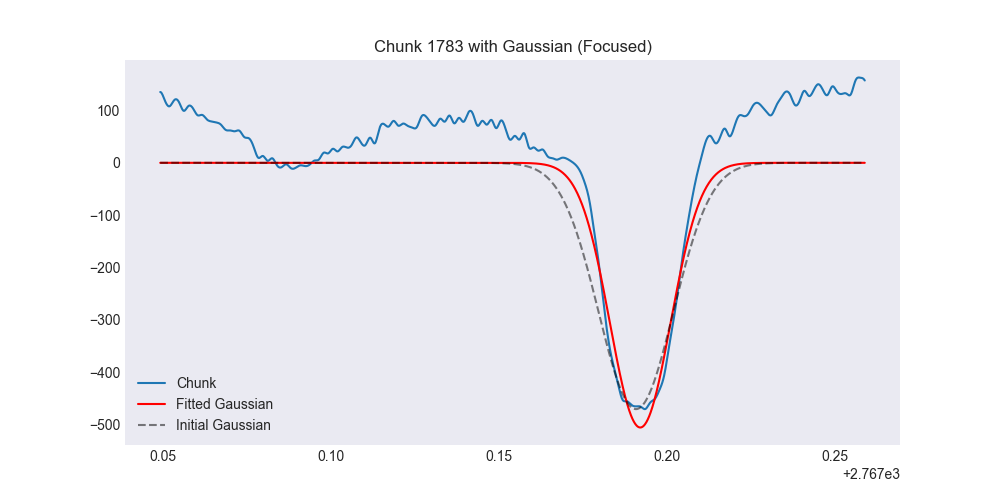 Chunk 1783 with Gaussian (Focused)
100
0
−100
−200
−300
−400
−500
Chunk
Fitted Gaussian
Initial Gaussian
0.05 0.10 0.15 0.20 0.25
+2.767e3